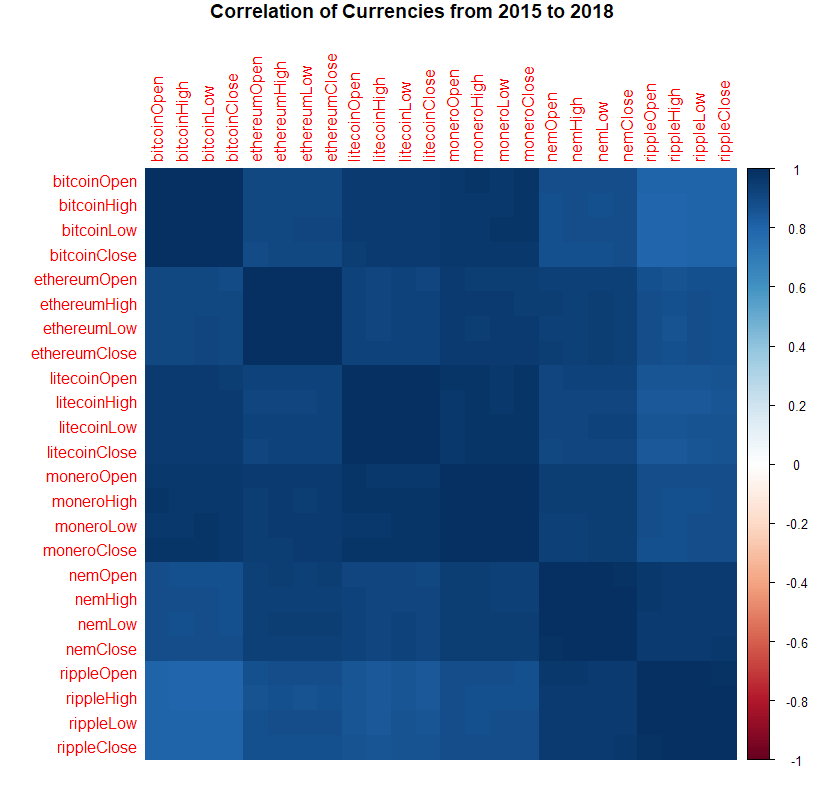 Correlation of Currencies from 2015 to 2018
bitcoinOpen
bitcoinHigh
bitcoinLow
bitcoinClose
ethereumOpen
ethereumHigh
ethereumLow
ethereumClose
litecoinOpen
litecoinHigh
litecoinLow
litecoinClose
moneroOpen
moneroHigh
moneroLow
moneroClose
nemOpen
nemHigh
nemLow
nemClose
rippleOpen
rippleHigh
rippleLow
rippleClose
bitcoinOpen
bitcoinHigh
bitcoinLow
bitcoinClose
ethereumOpen
ethereumHigh
ethereumLow
ethereumClose
litecoinOpen
litecoinHigh
litecoinLow
litecoinClose
moneroOpen
moneroHigh
moneroLow
moneroClose
nemOpen
nemHigh
nemLow
nemClose
rippleOpen
rippleHigh
rippleLow
rippleClose
1
0.8
0.6
0.4
0.2
0
-0.2
-0.4
-0.6
-0.8
-1